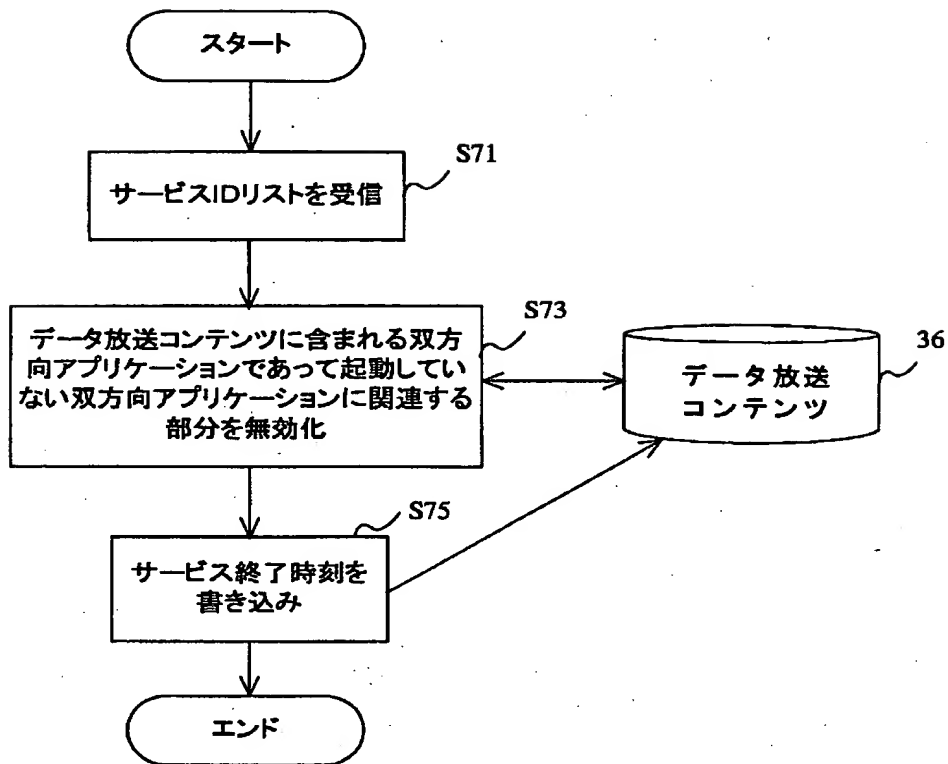 スタート
S71
サービスIDリストを受信
S73
データ放送コンテンツに含まれる双方
向アプリケーションであって起動してい
ない双方向アプリケーションに関連する
部分を無効化
36
データ放送
コンテンツ
S75
サービス終了時刻を
書き込み
エンド